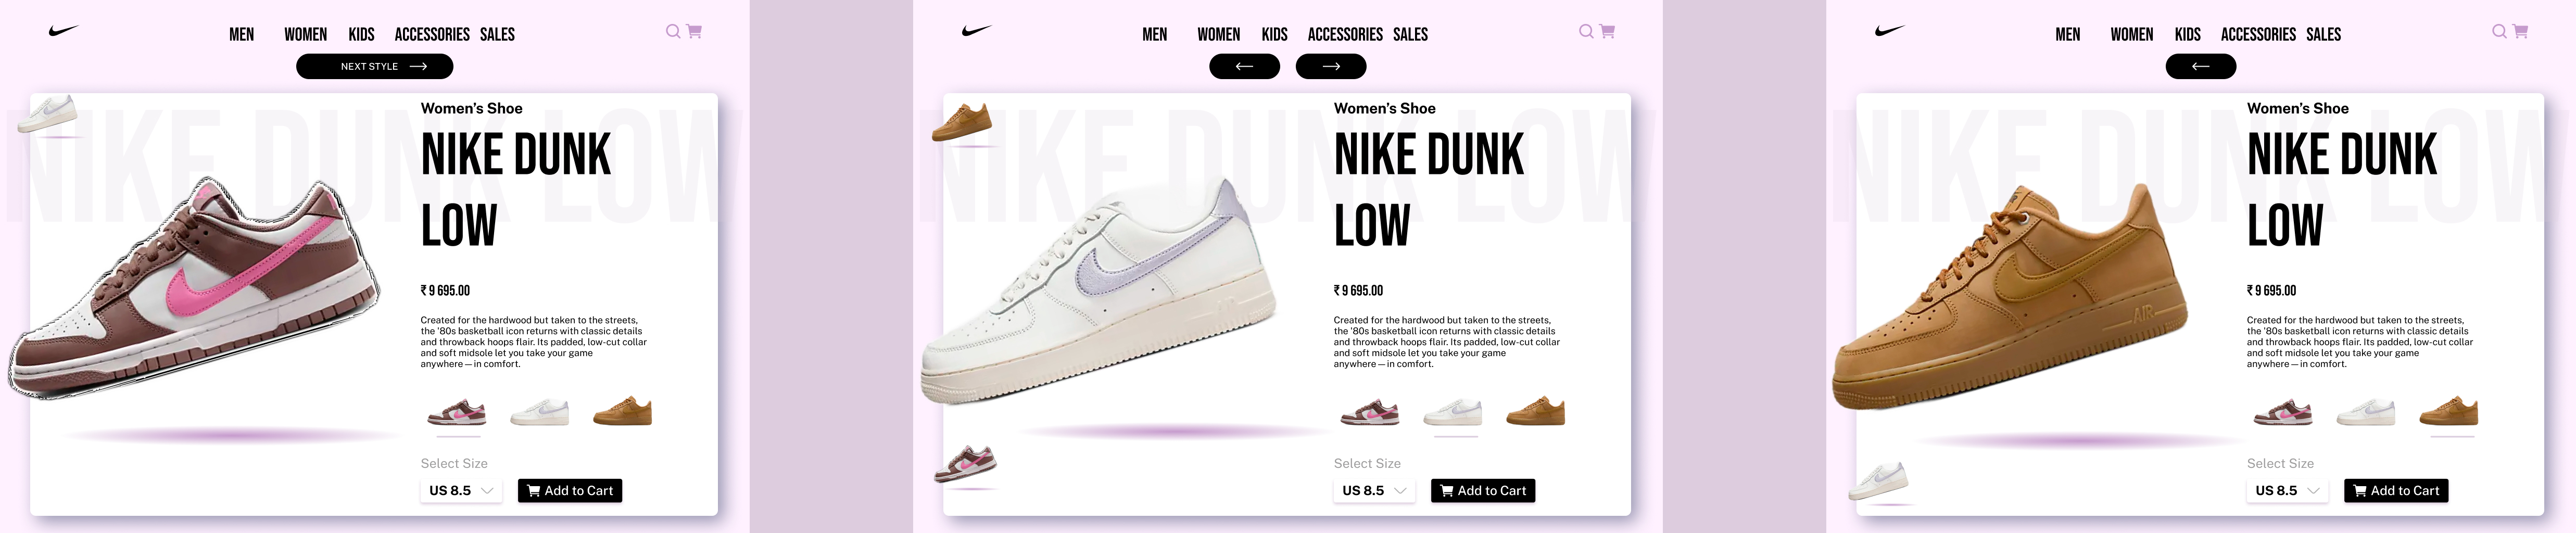 MEN WOMEN KIDS ACCESSORIES SALES
NEXT STYLE
NIKE DUNK LOW
Women’s Shoe
NIKE DUNK
LOW
₹ 9 695.00
Created for the hardwood but taken to the streets,
the ’80s basketball icon returns with classic details
and throwback hoops flair. Its padded, low-cut collar
and soft midsole let you take your game
anywhere — in comfort.
Select Size
US 8.5
Add to Cart
MEN WOMEN KIDS ACCESSORIES SALES
NIKE DUNK LOW
Women’s Shoe
NIKE DUNK
LOW
₹ 9 695.00
Created for the hardwood but taken to the streets,
the ’80s basketball icon returns with classic details
and throwback hoops flair. Its padded, low-cut collar
and soft midsole let you take your game
anywhere — in comfort.
Select Size
US 8.5
Add to Cart
MEN WOMEN KIDS ACCESSORIES SALES
NIKE DUNK LOW
Women’s Shoe
NIKE DUNK
LOW
₹ 9 695.00
Created for the hardwood but taken to the streets,
the ’80s basketball icon returns with classic details
and throwback hoops flair. Its padded, low-cut collar
and soft midsole let you take your game
anywhere — in comfort.
AIR
Select Size
US 8.5
Add to Cart